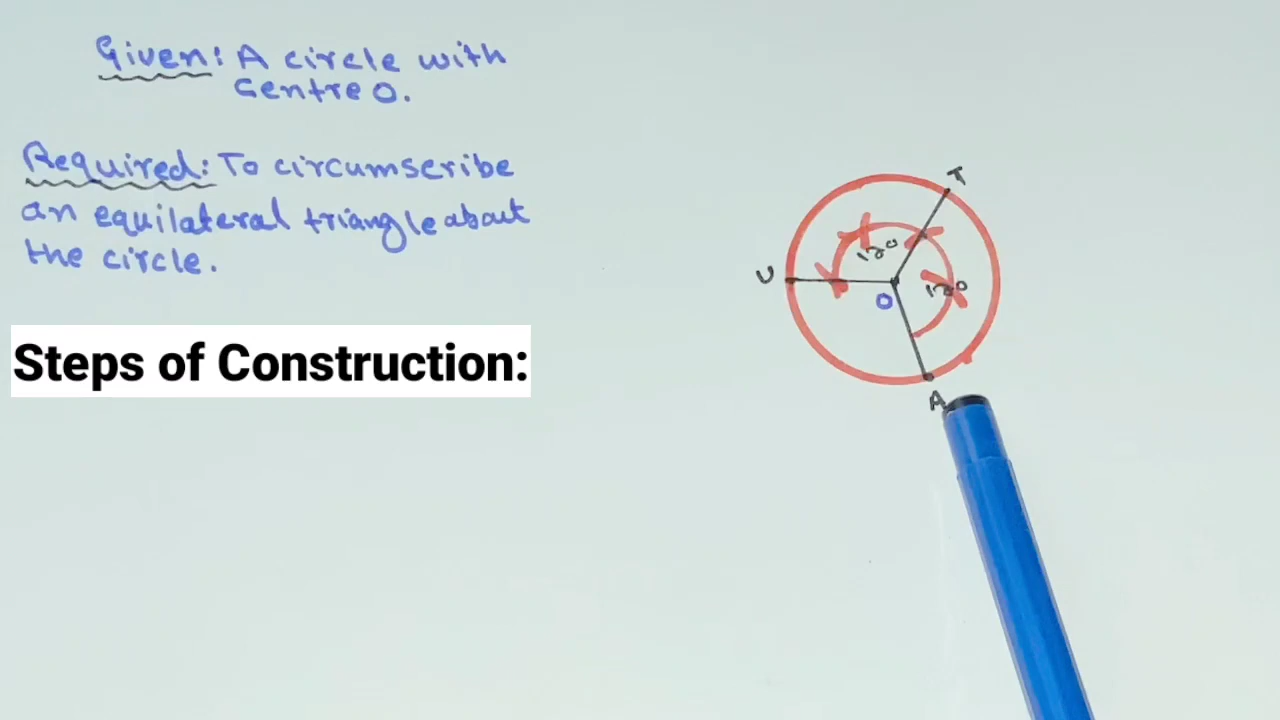 Given: A circle with
Centre O.
Required: To circumscribe
an equilateral triangle about
the circle.
Steps of Construction:
T
U
120
120
O
A